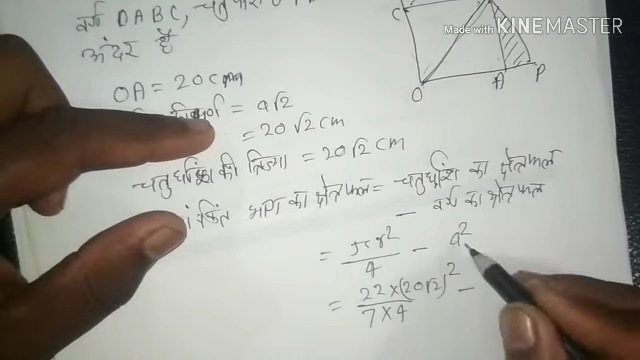 Made with KINEMASTER
वर्ग OABC,
अंदर है
C
O A P
OA = 20 cm
= a√2
= 20√2 cm
चतुर्थांश की त्रिज्या = 20√2 cm
भाग का क्षेत्रफल = चतुर्थांश का क्षेत्रफल
— वर्ग का क्षेत्रफल
= πr²/4 — a²
= 22×(20√2)²/7×4 —